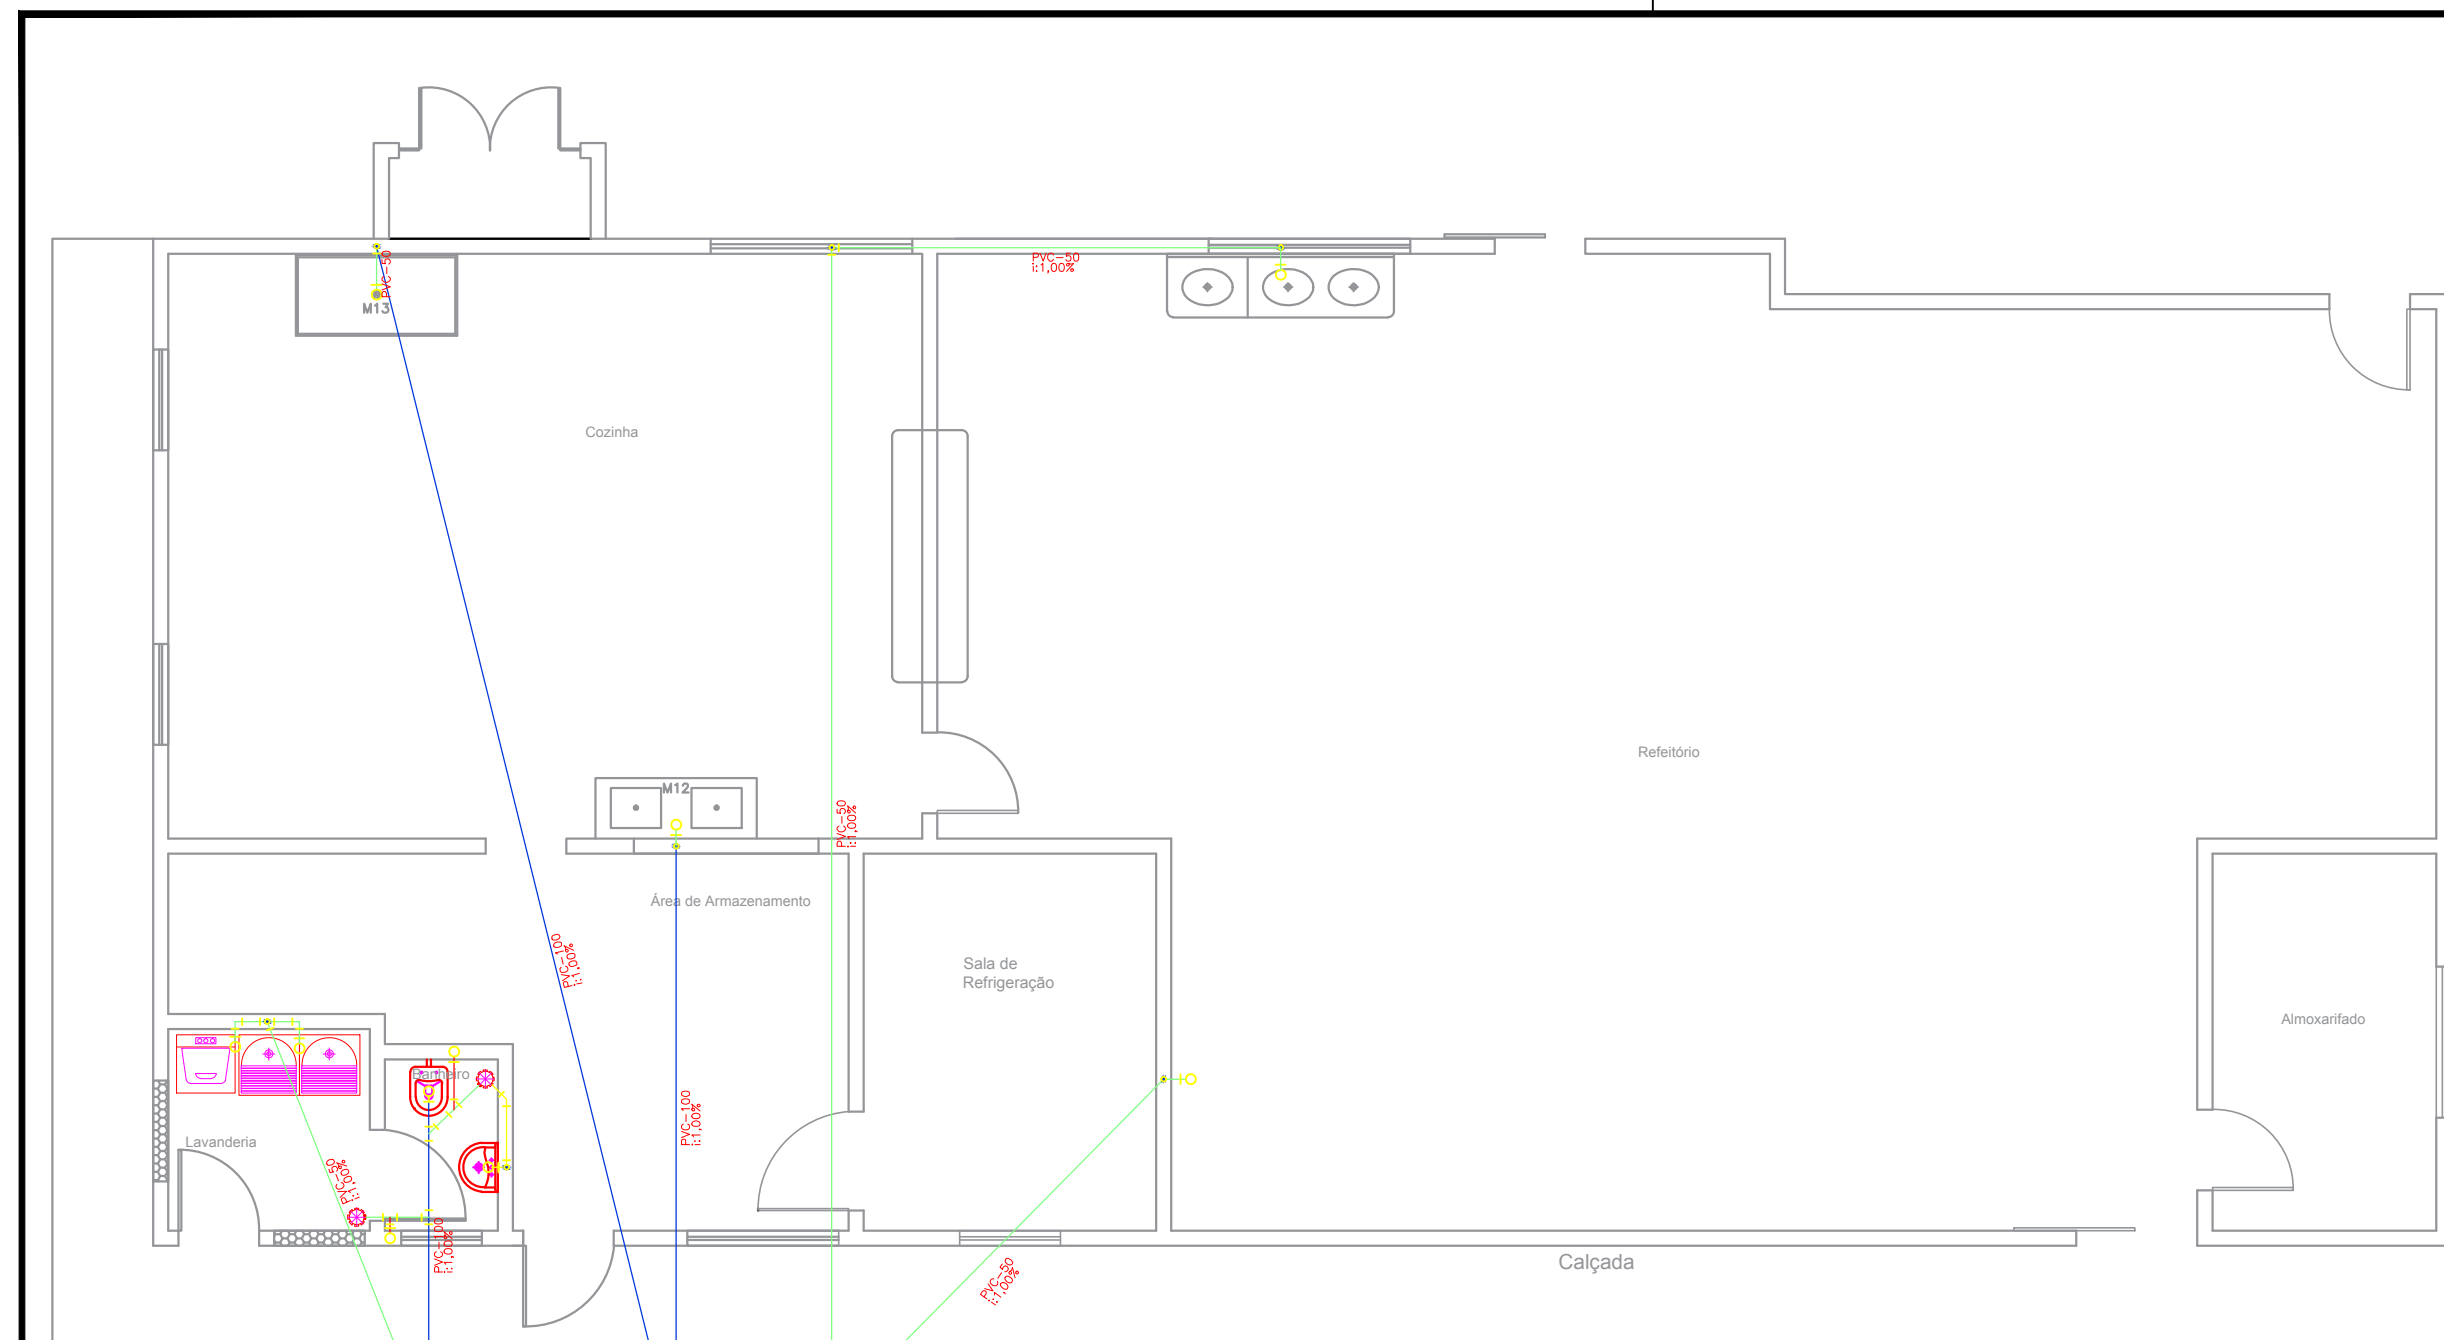 PVC-50
PVC-50
i:1,00%
M13
Cozinha
Refeitório
M12
PVC-50
i:1,00%
Área de Armazenamento
PVC-100
i:1,00%
Sala de
Refrigeração
Almoxarifado
Banheiro
PVC-100
i:1,00%
Lavanderia
PVC-50
i:1,00%
PVC-100
i:1,00%
Calçada
PVC-50
i:1,00%